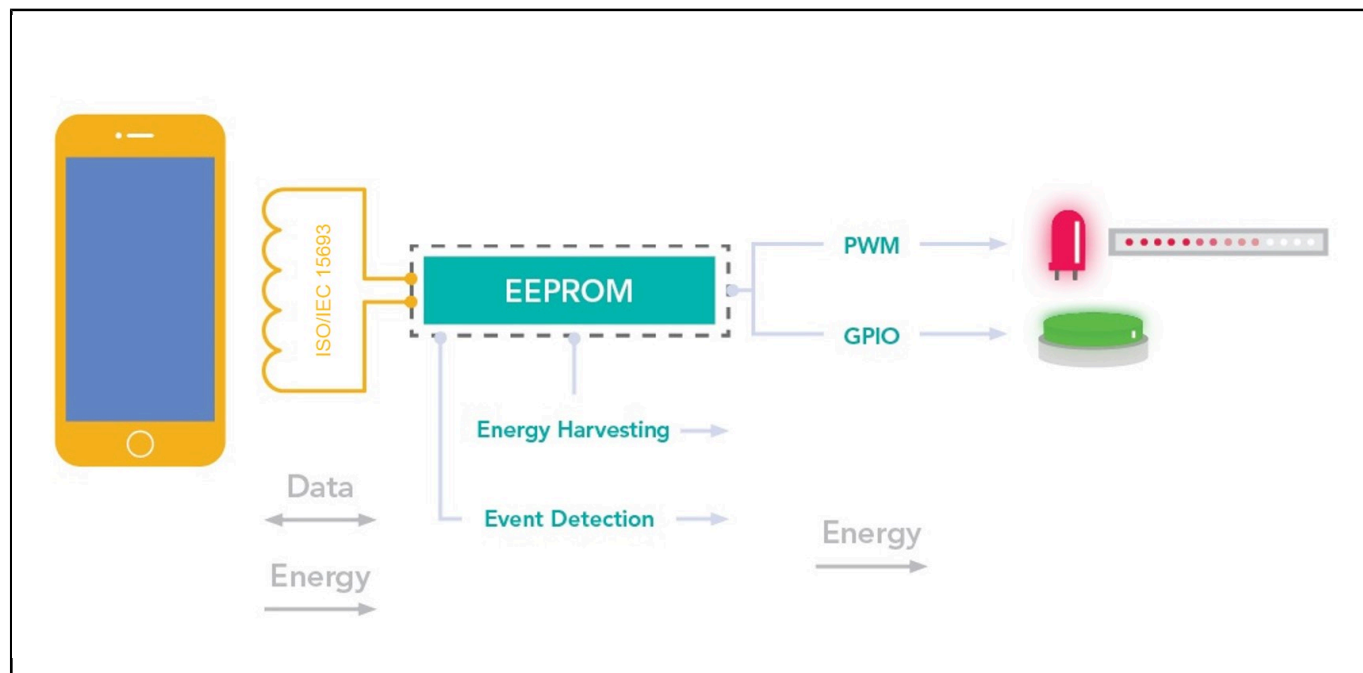 ISO/IEC 15693
EEPROM
PWM
GPIO
Energy Harvesting
Data
Event Detection
Energy
Energy